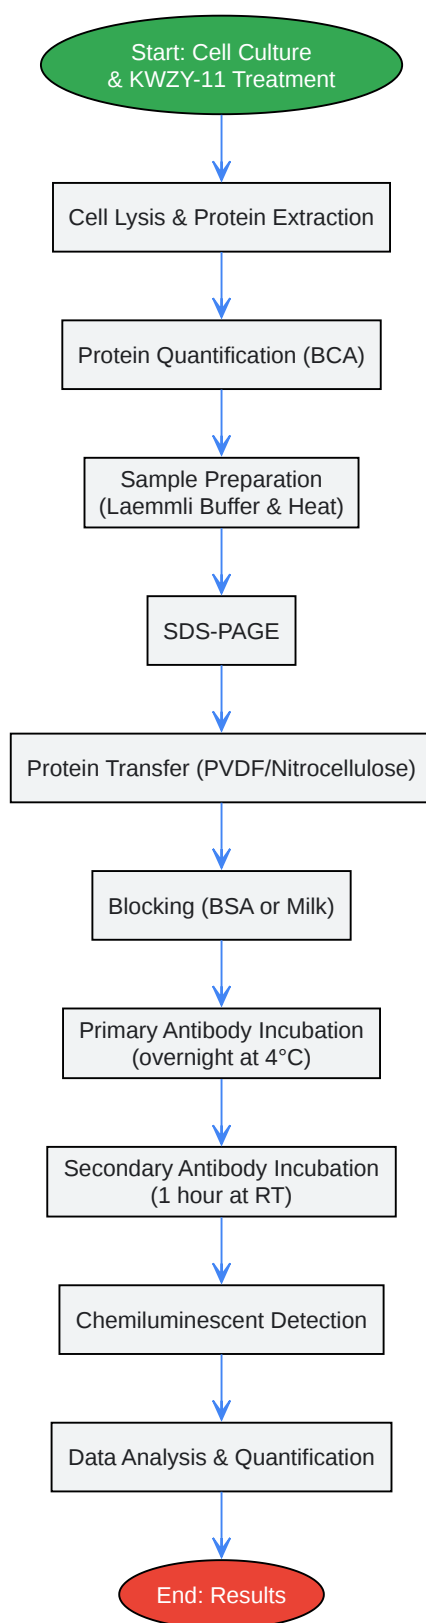 Start: Cell Culture
& KWZY-11 Treatment
Cell Lysis & Protein Extraction
Protein Quantification (BCA)
Sample Preparation
(Laemmli Buffer & Heat)
SDS-PAGE
Protein Transfer (PVDF/Nitrocellulose)
Blocking (BSA or Milk)
Primary Antibody Incubation
(overnight at 4°C)
Secondary Antibody Incubation
(1 hour at RT)
Chemiluminescent Detection
Data Analysis & Quantification
End: Results